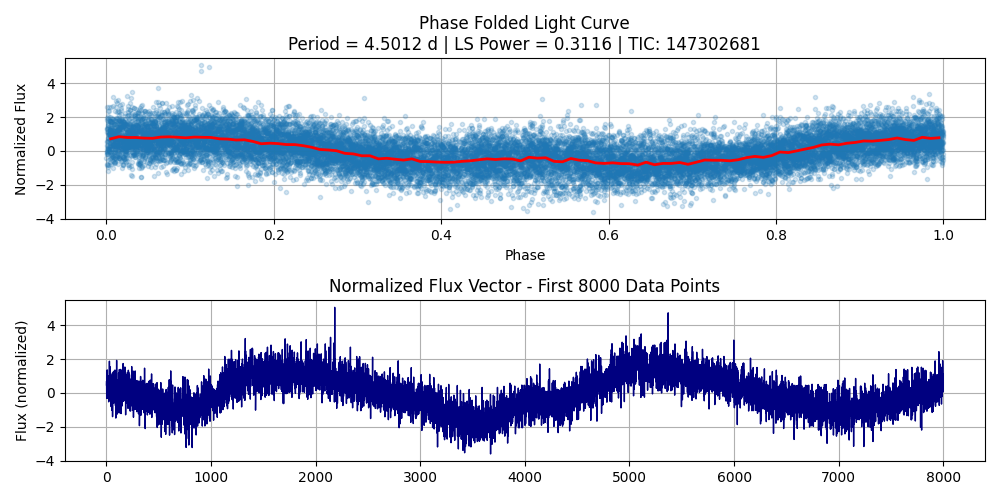 Phase Folded Light Curve
Period = 4.5012 d | LS Power = 0.3116 | TIC: 147302681
Normalized Flux
4
2
0
−2
−4
0.0 0.2 0.4 0.6 0.8 1.0
Phase
Normalized Flux Vector - First 8000 Data Points
Flux (normalized)
4
2
0
−2
−4
0 1000 2000 3000 4000 5000 6000 7000 8000